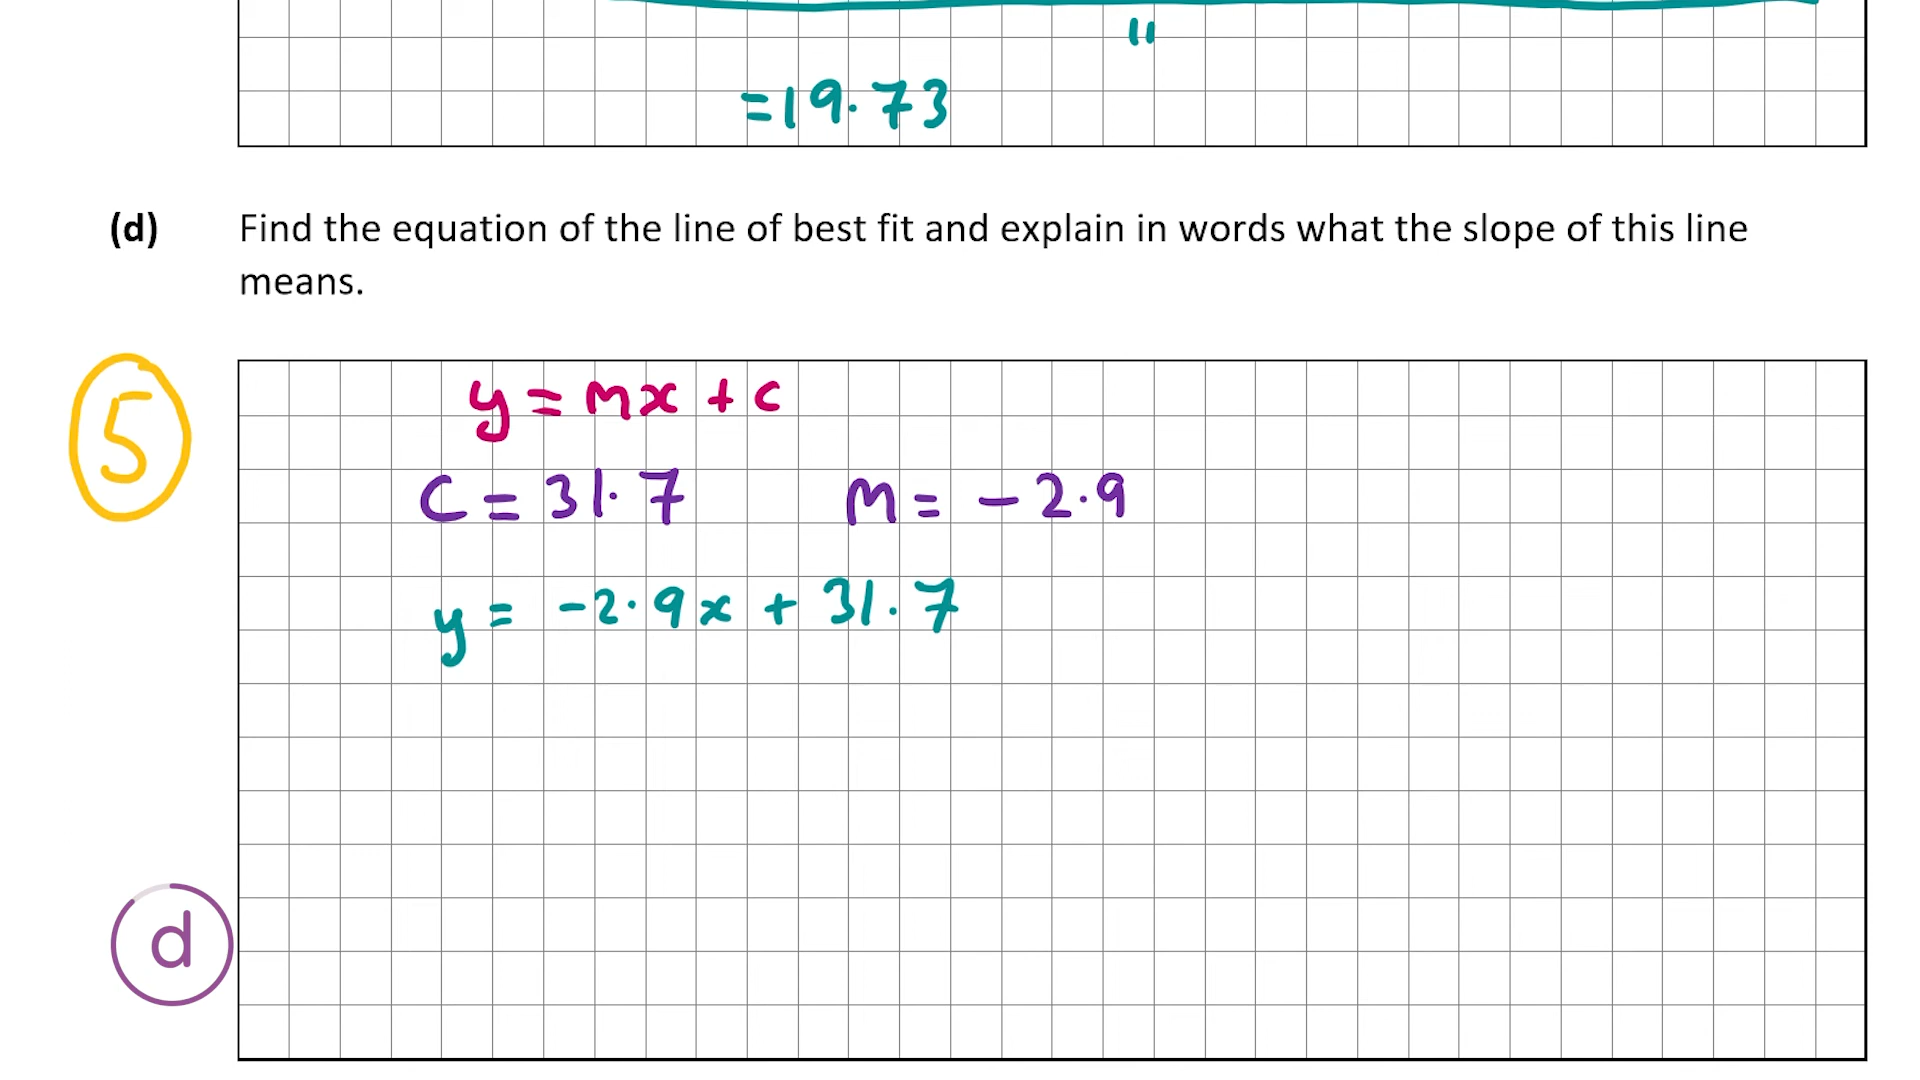 11
=19.73
(d) Find the equation of the line of best fit and explain in words what the slope of this line
means.
5
y = mx + c
C = 31.7 M = -2.9
y = -2.9x + 31.7
d